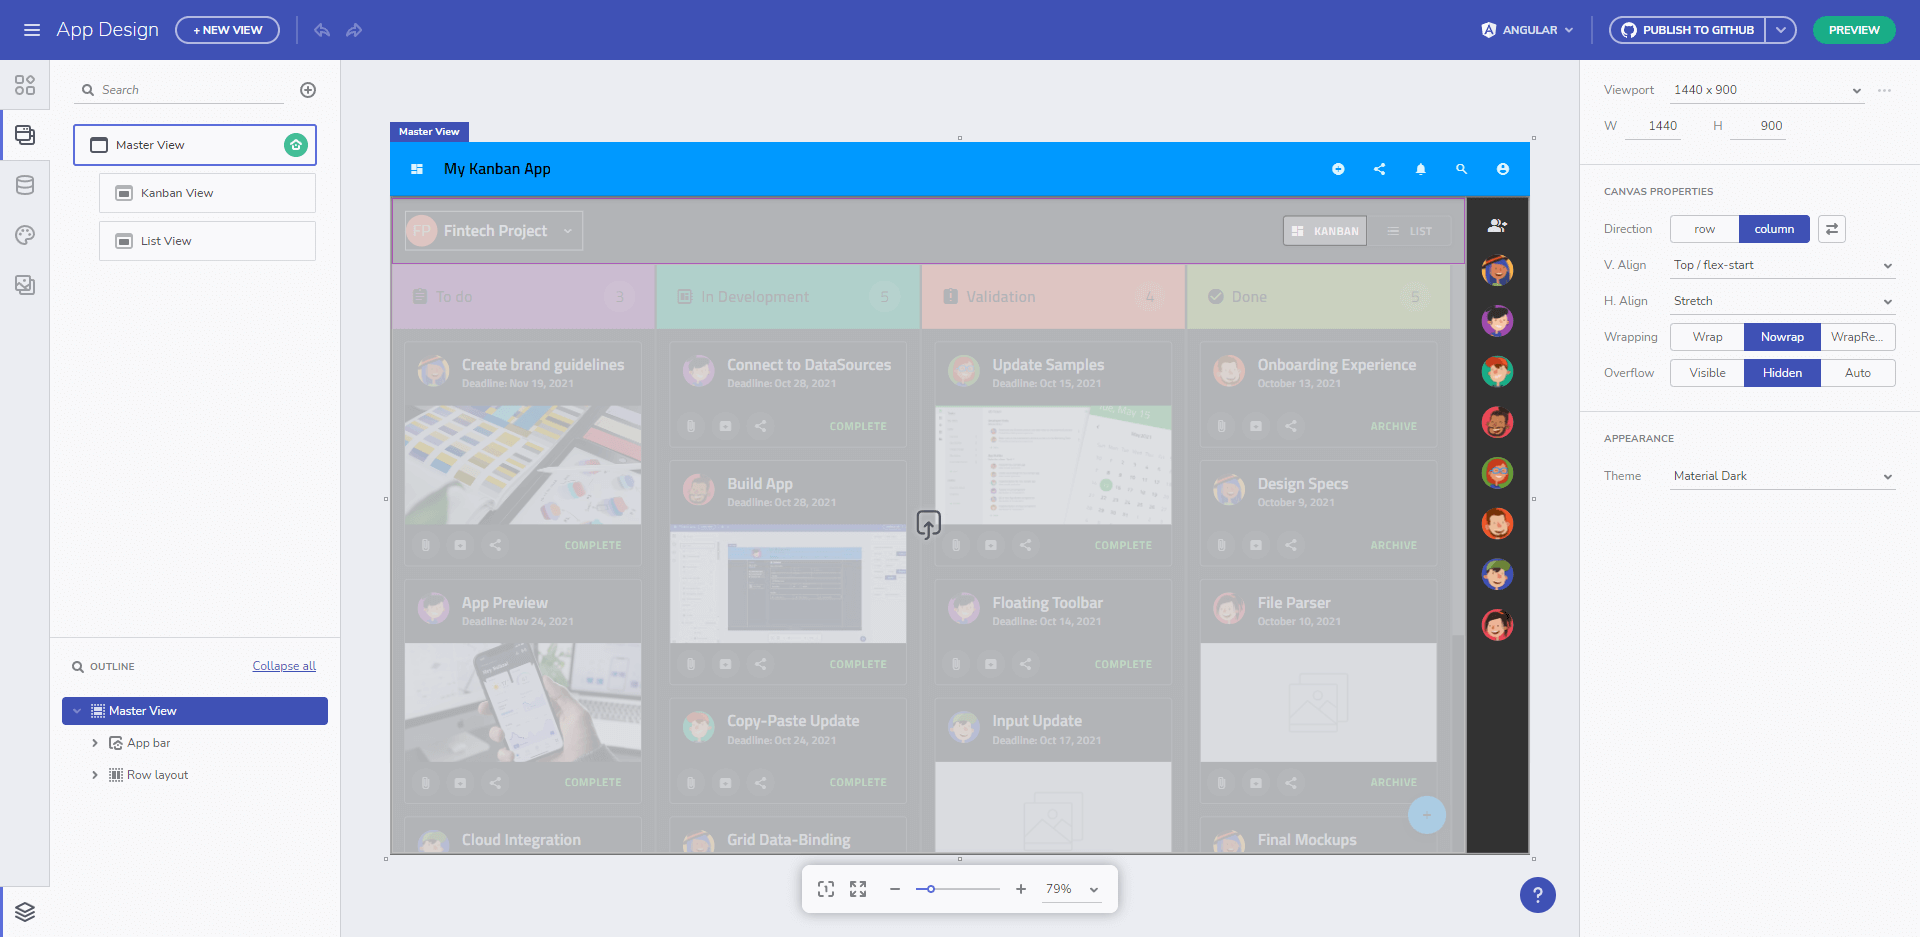 App Design
+ NEW VIEW
ANGULAR
PUBLISH TO GITHUB
PREVIEW
Search
Master View
Kanban View
List View
OUTLINE
Collapse all
Master View
App bar
Row layout
Master View
My Kanban App
FP
Fintech Project
KANBAN
LIST
To do
3
In Development
5
Validation
4
Done
5
Create brand guidelines
Deadline: Nov 19, 2021
COMPLETE
App Preview
Deadline: Nov 24, 2021
COMPLETE
Cloud Integration
Connect to DataSources
Deadline: Oct 28, 2021
COMPLETE
Build App
Deadline: Oct 28, 2021
COMPLETE
Copy-Paste Update
Deadline: Oct 24, 2021
COMPLETE
Grid Data-Binding
Update Samples
Deadline: Oct 15, 2021
Tue, May 15
COMPLETE
Floating Toolbar
Deadline: Oct 14, 2021
COMPLETE
Input Update
Deadline: Oct 17, 2021
Onboarding Experience
October 13, 2021
ARCHIVE
Design Specs
October 9, 2021
ARCHIVE
File Parser
October 10, 2021
ARCHIVE
Final Mockups
+
79%
?
Viewport
1440 x 900
W
1440
H
900
CANVAS PROPERTIES
Direction
row
column
V. Align
Top / flex-start
H. Align
Stretch
Wrapping
Wrap
Nowrap
WrapRe...
Overflow
Visible
Hidden
Auto
APPEARANCE
Theme
Material Dark